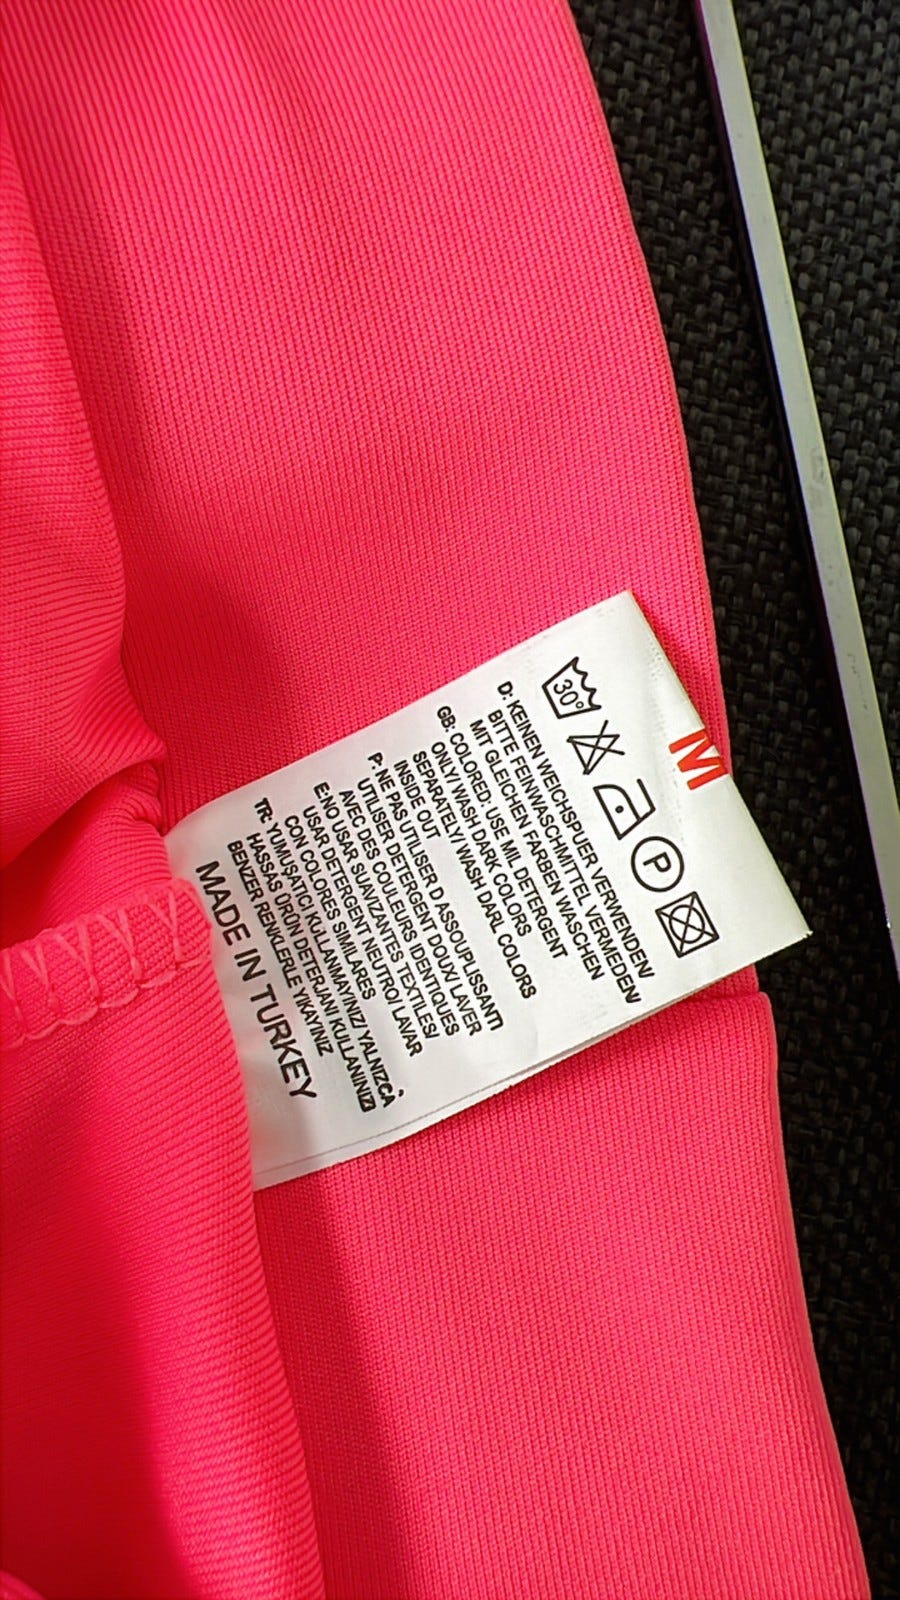 M
30°
P
D: KEINEN WEICHSPUER VERWENDEN/
BITTE FEINWASCHMITTEL VERMEDEN/
MIT GLEICHEN FARBEN WASCHEN
GB: COLORED: USE MIL DETERGENT
ONLY/ WASH DARK COLORS
SEPARATELY/ WASH DARL COLORS
INSIDE OUT
P: NE PAS UTILISER D ASSOUPLISSANT/
UTILISER DETERGENT DOUX/ LAVER
AVEC DES COULEURS IDENTIQUES
E:NO USAR SUAVIZANTES TEXTILES/
USAR DETERGENT NEUTRO/ LAVAR
CON COLORES SIMILARES
TR: YUMUŞATICI KULLANMAYINIZ/ YALNIZCA
HASSAS ÜRÜN DETERJANI KULLANINIZ/
BENZER RENKLERLE YIKAYINIZ
MADE IN TURKEY